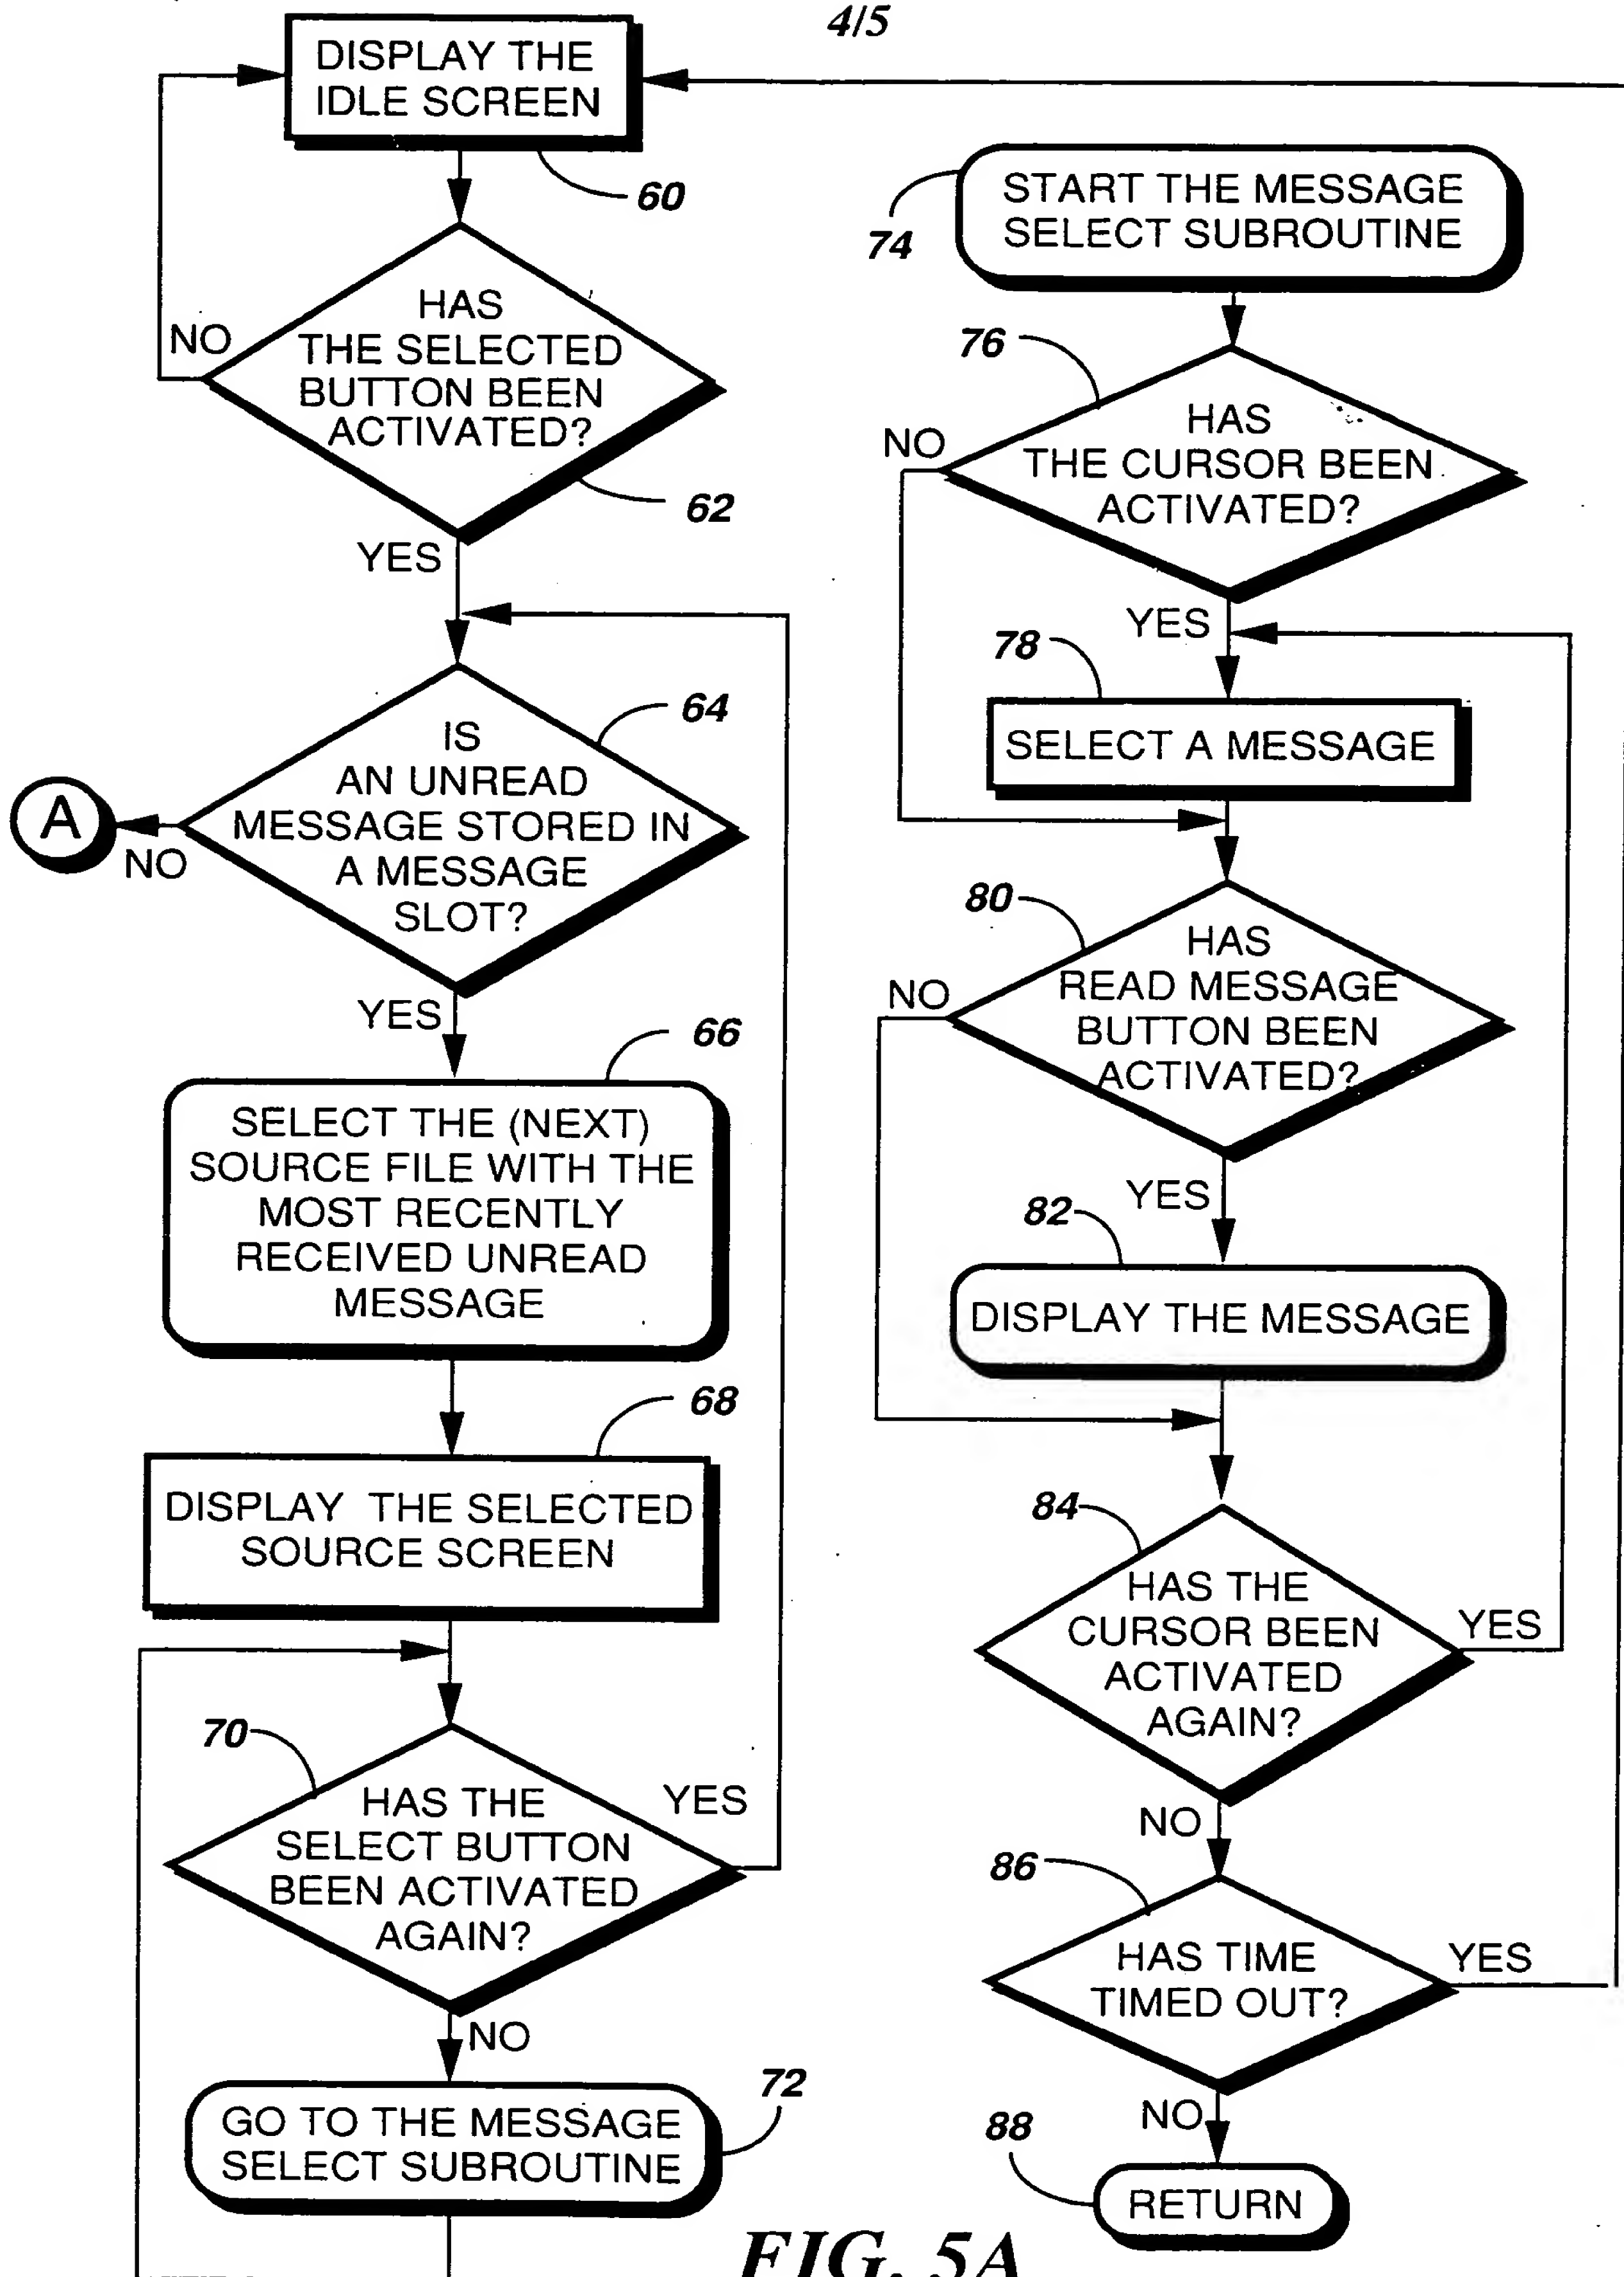 4/5
DISPLAY THE
IDLE SCREEN
60
HAS
THE SELECTED
BUTTON BEEN
ACTIVATED?
NO
62
YES
64
IS
AN UNREAD
MESSAGE STORED IN
A MESSAGE
SLOT?
A
NO
YES
66
SELECT THE (NEXT)
SOURCE FILE WITH THE
MOST RECENTLY
RECEIVED UNREAD
MESSAGE
68
DISPLAY THE SELECTED
SOURCE SCREEN
70
HAS THE
SELECT BUTTON
BEEN ACTIVATED
AGAIN?
YES
NO
72
GO TO THE MESSAGE
SELECT SUBROUTINE
74
START THE MESSAGE
SELECT SUBROUTINE
76
HAS
THE CURSOR BEEN
ACTIVATED?
NO
YES
78
SELECT A MESSAGE
80
HAS
READ MESSAGE
BUTTON BEEN
ACTIVATED?
NO
YES
82
DISPLAY THE MESSAGE
84
HAS THE
CURSOR BEEN
ACTIVATED
AGAIN?
YES
NO
86
HAS TIME
TIMED OUT?
YES
NO
88
RETURN
FIG. 5A